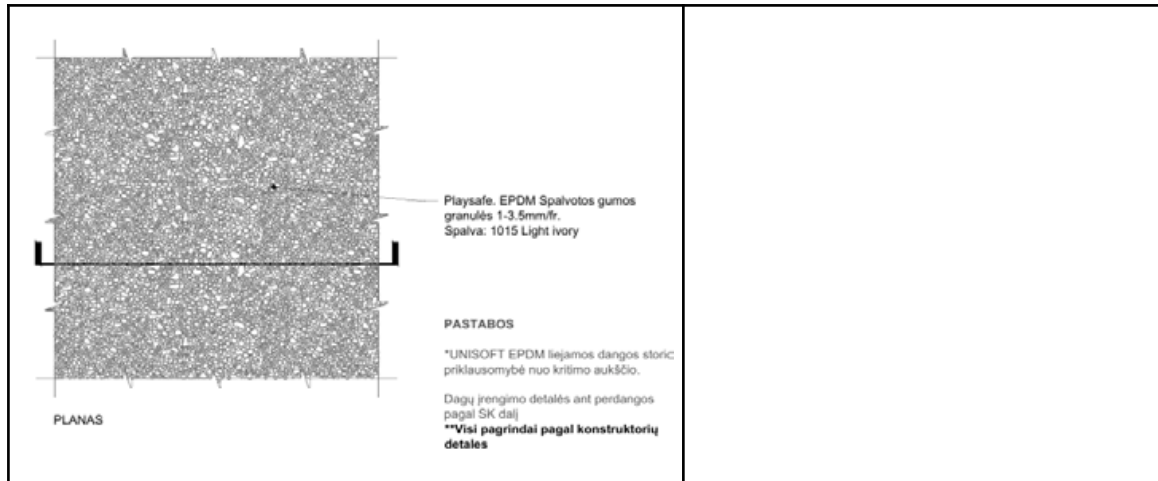 Playsafe. EPDM Spalvotos gumos
granulės 1-3.5mm/fr.
Spalva: 1015 Light ivory
PASTABOS
*UNISOFT EPDM liejamos dangos storic
priklausomybė nuo kritimo aukščio.
Dagų įrengimo detalės ant perdangos
pagal SK dalį
**Visi pagrindai pagal konstruktorių
detales
PLANAS